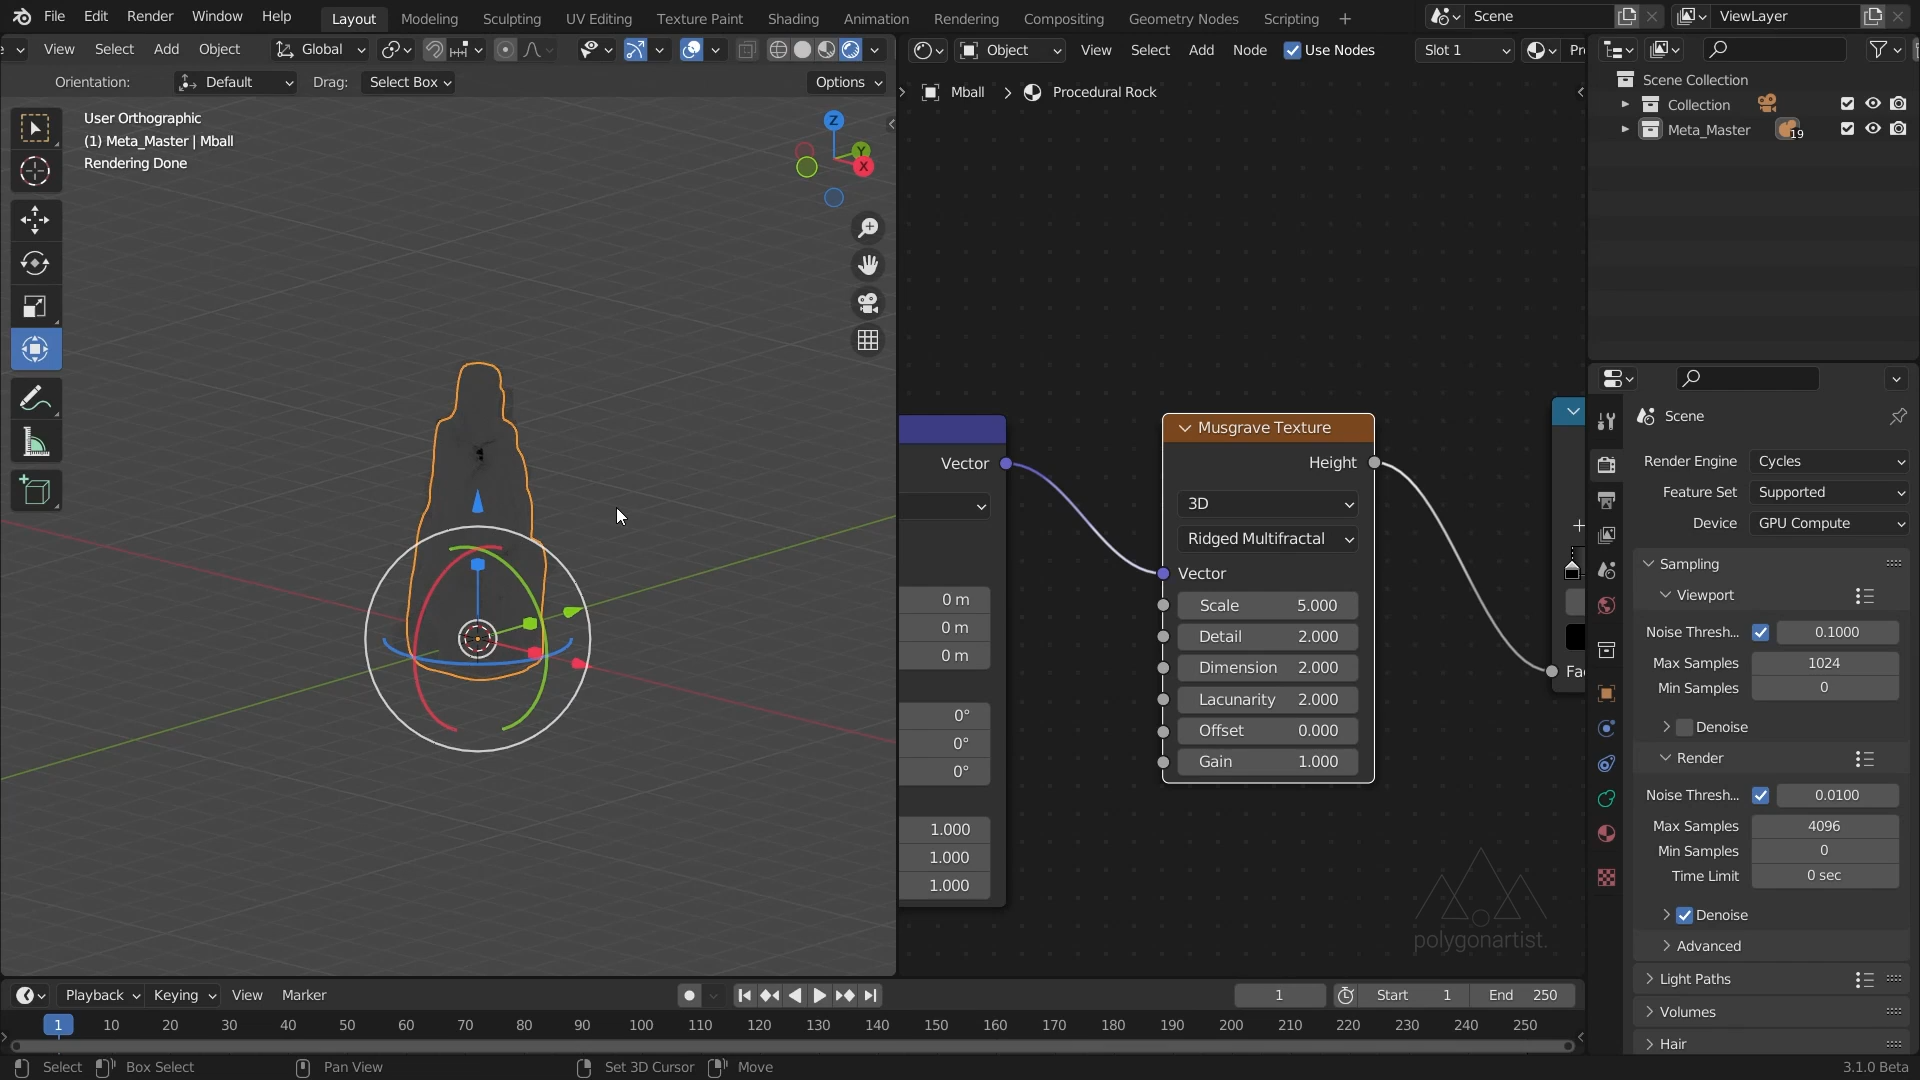 File Edit Render Window Help Layout Modeling Sculpting UV Editing Texture Paint Shading Animation Rendering Compositing Geometry Nodes Scripting + Scene ViewLayer
View Select Add Object Global Object View Select Add Node Use Nodes Slot 1 Pr
Orientation: Default Drag: Select Box Options
Mball > Procedural Rock
User Orthographic
(1) Meta_Master | Mball
Rendering Done
Z
Y
X
Scene Collection
Collection
Meta_Master 19
Vector
0 m
0 m
0 m
0°
0°
0°
1.000
1.000
1.000
Musgrave Texture
Height
3D
Ridged Multifractal
Vector
Scale 5.000
Detail 2.000
Dimension 2.000
Lacunarity 2.000
Offset 0.000
Gain 1.000
+
Fac
polygonartist.
Scene
Render Engine Cycles
Feature Set Supported
Device GPU Compute
Sampling
Viewport
Noise Thresh... 0.1000
Max Samples 1024
Min Samples 0
Denoise
Render
Noise Thresh... 0.0100
Max Samples 4096
Min Samples 0
Time Limit 0 sec
Denoise
Advanced
Light Paths
Volumes
Hair
Playback Keying View Marker 1 Start 1 End 250
1 10 20 30 40 50 60 70 80 90 100 110 120 130 140 150 160 170 180 190 200 210 220 230 240 250
Select Box Select Pan View Set 3D Cursor Move 3.1.0 Beta